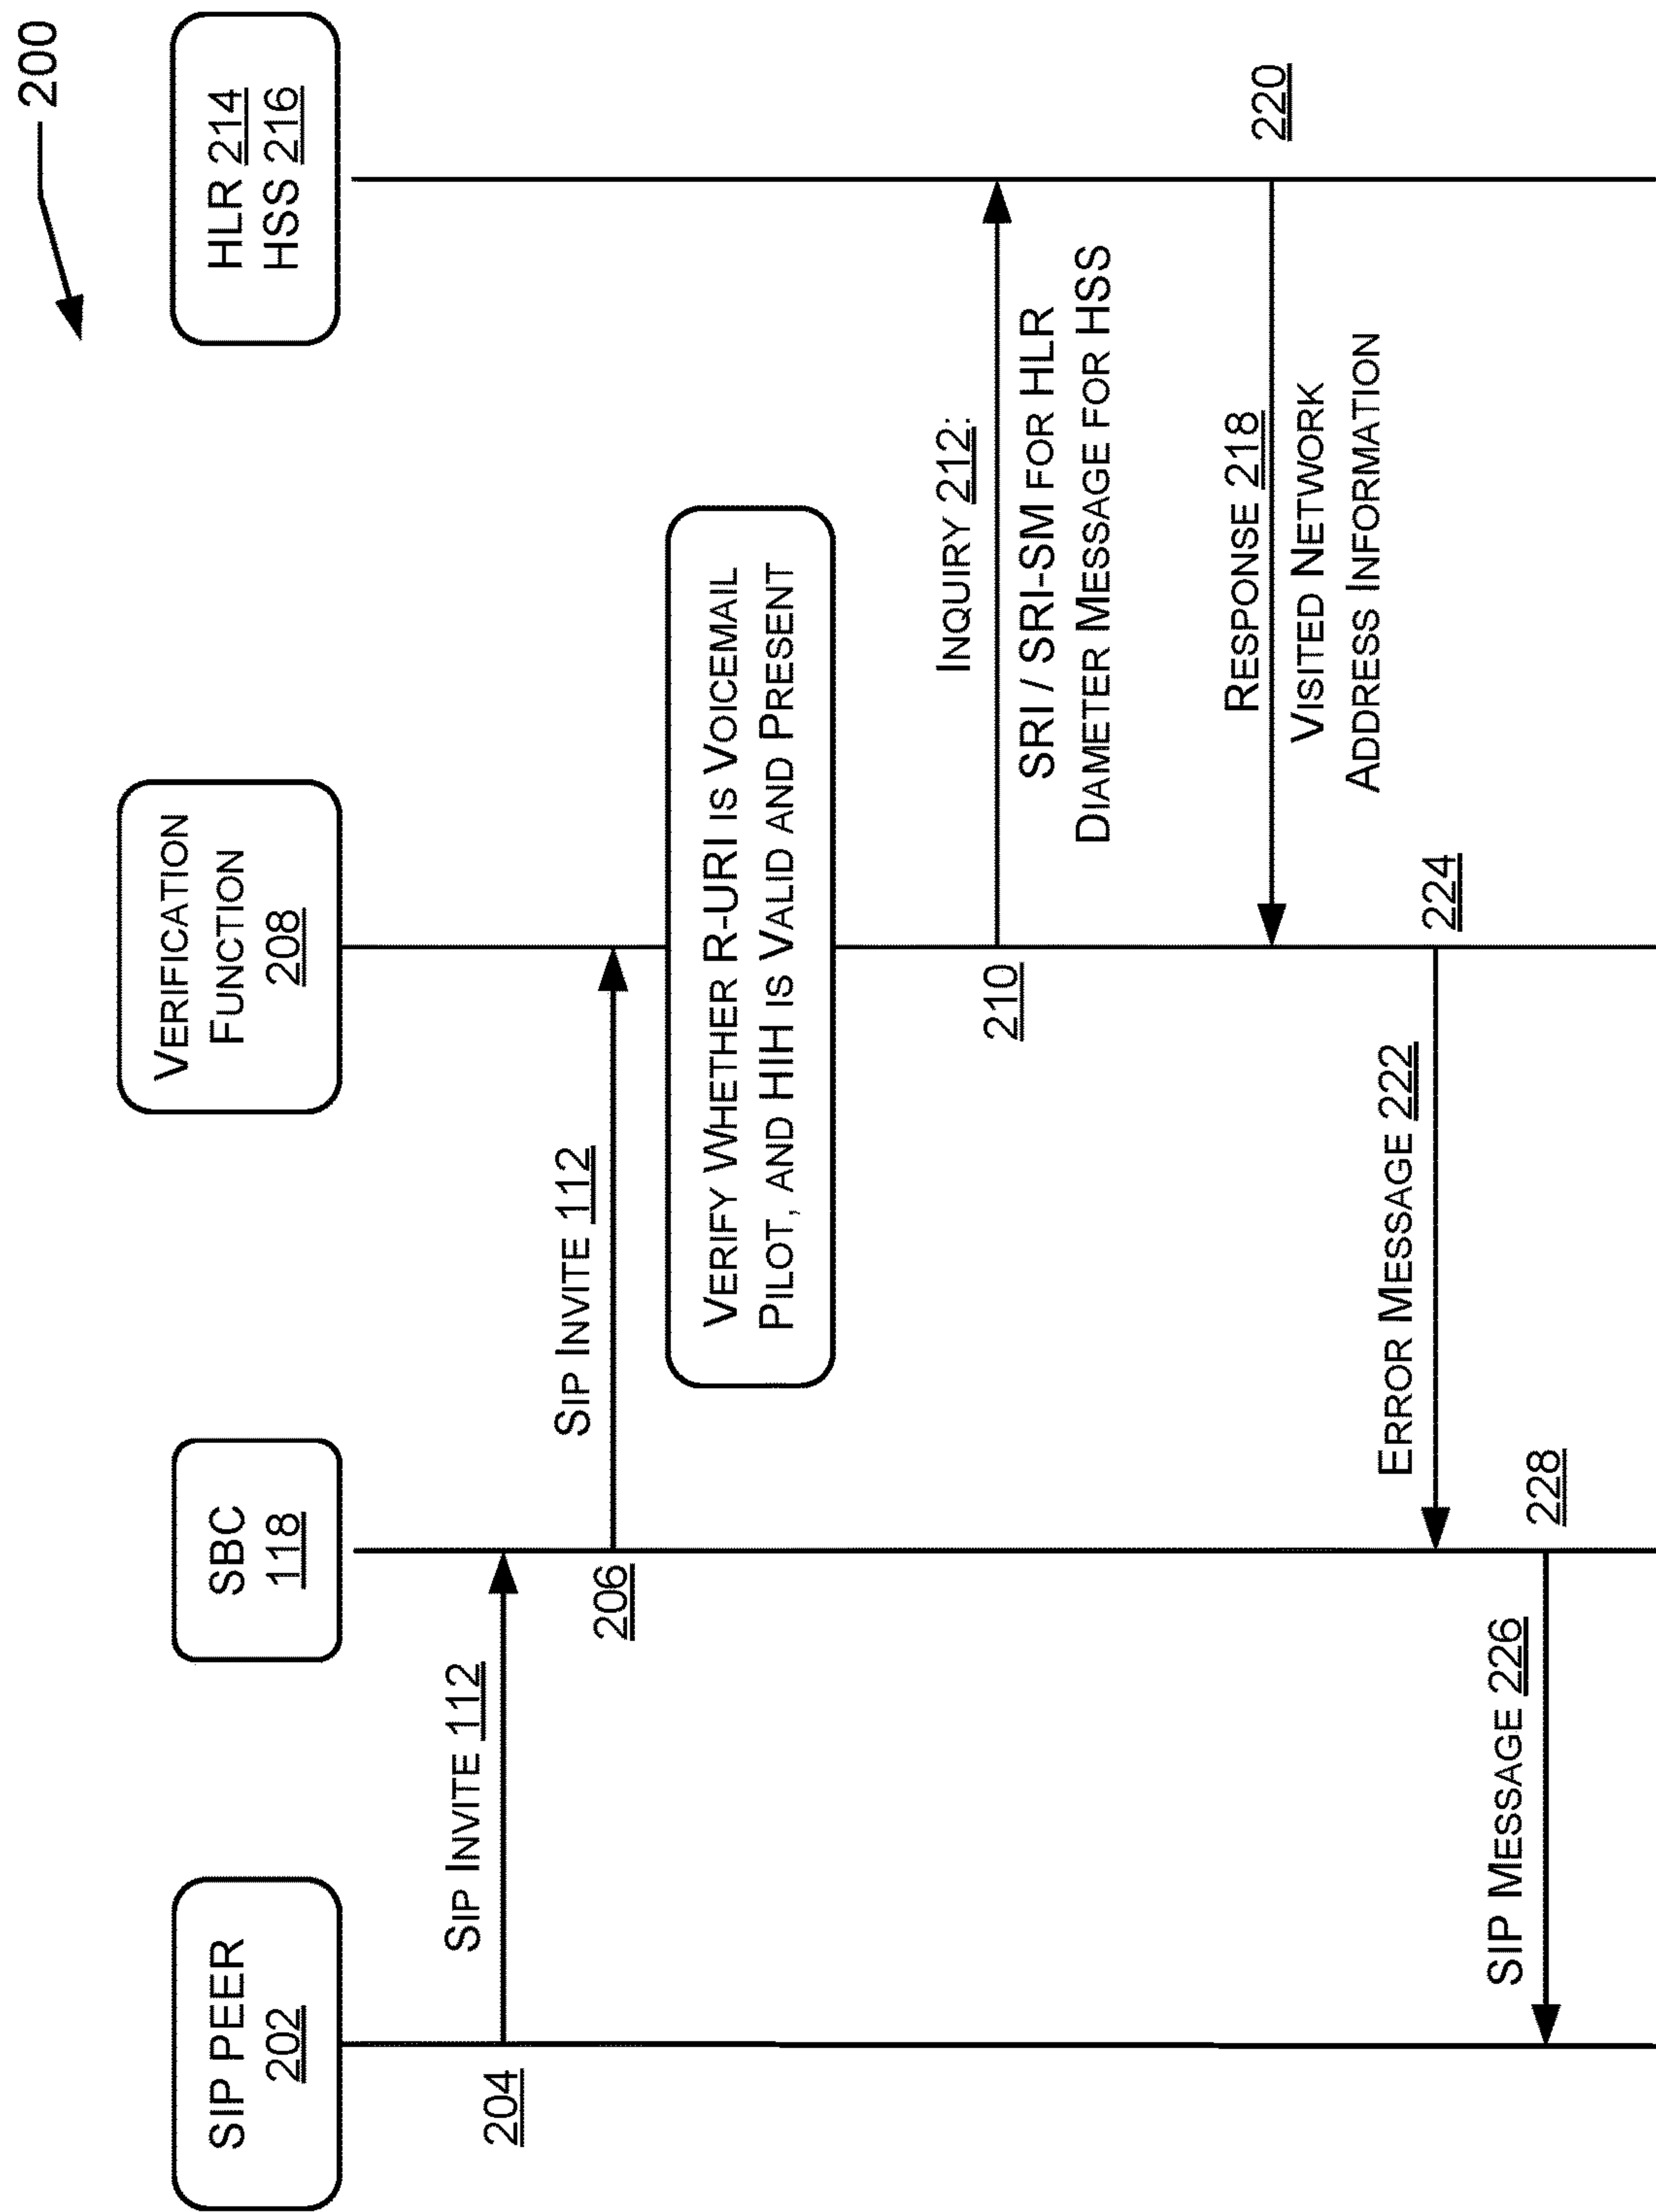 200
SIP PEER
202
SBC
118
VERIFICATION
FUNCTION
208
HLR 214
HSS 216
SIP INVITE 112
204
SIP INVITE 112
206
VERIFY WHETHER R-URI IS VOICEMAIL
PILOT, AND HIH IS VALID AND PRESENT
INQUIRY 212:
210
SRI / SRI-SM FOR HLR
DIAMETER MESSAGE FOR HSS
RESPONSE 218
220
VISITED NETWORK
ADDRESS INFORMATION
ERROR MESSAGE 222
224
SIP MESSAGE 226
228